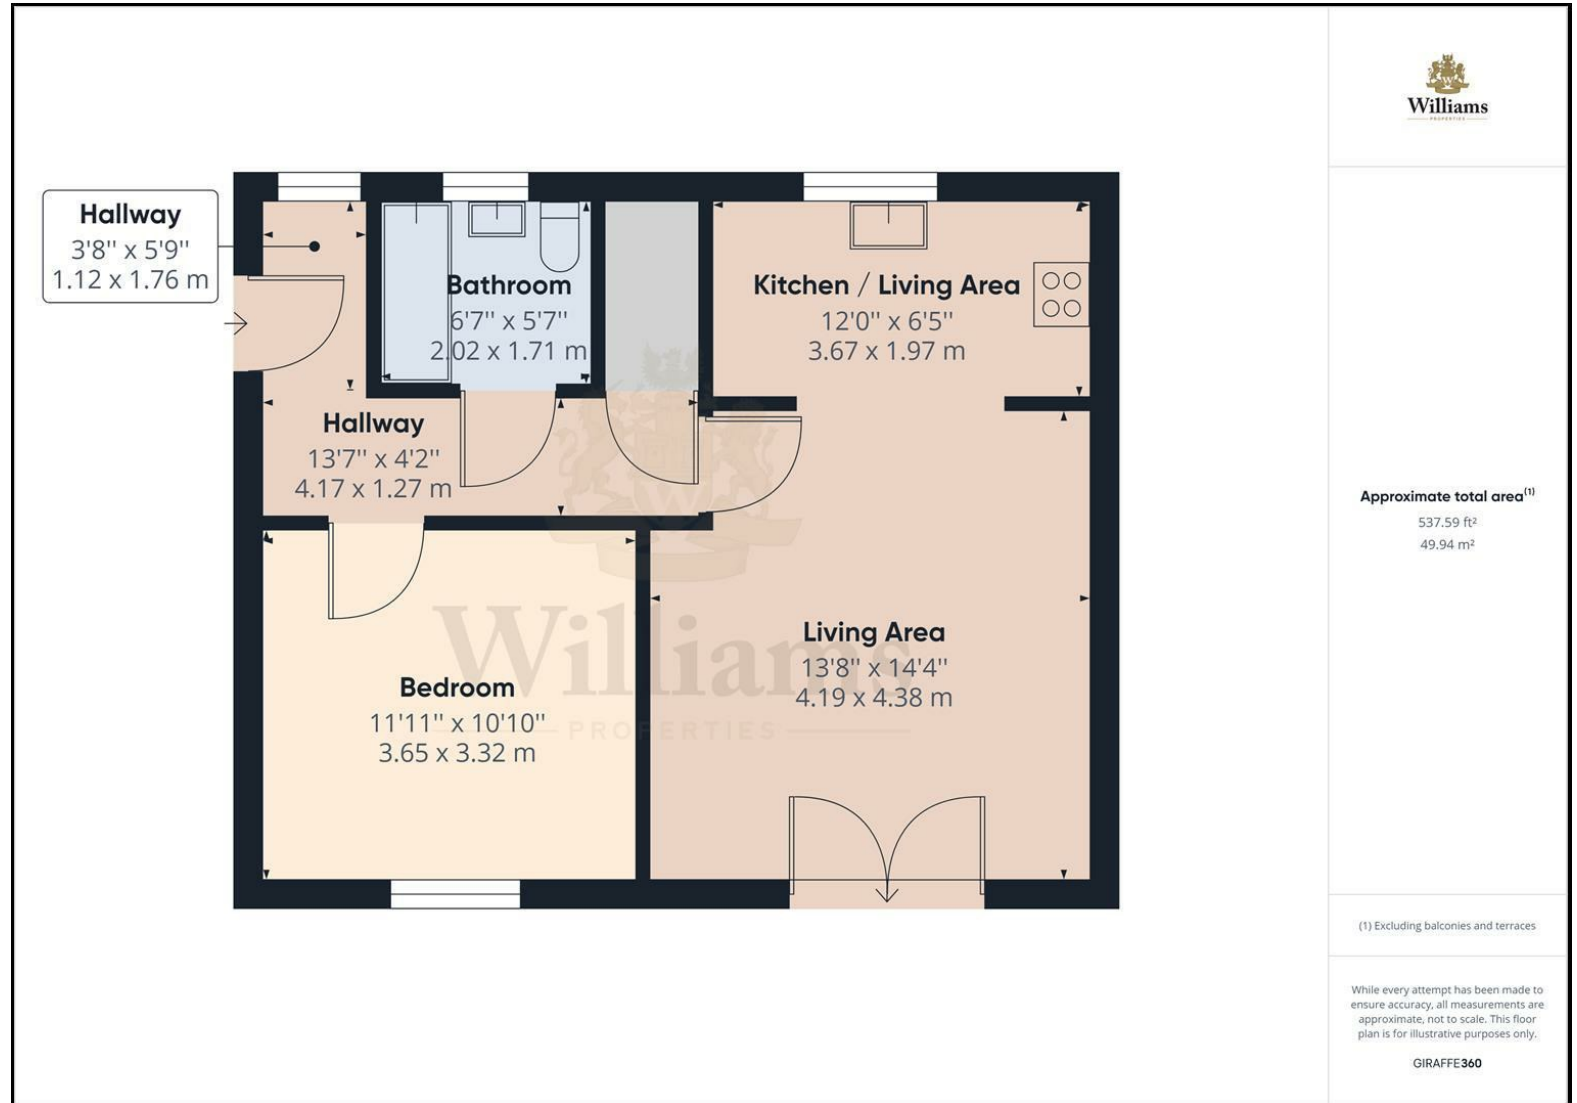 Hallway
3'8" x 5'9"
1.12 x 1.76 m
Bathroom
6'7" x 5'7"
2.02 x 1.71 m
Kitchen / Living Area
12'0" x 6'5"
3.67 x 1.97 m
Hallway
13'7" x 4'2"
4.17 x 1.27 m
Living Area
13'8" x 14'4"
4.19 x 4.38 m
Bedroom
11'11" x 10'10"
3.65 x 3.32 m
W
Williams
PROPERTIES
W
Williams
PROPERTIES
Approximate total area(1)
537.59 ft²
49.94 m²
(1) Excluding balconies and terraces
While every attempt has been made to
ensure accuracy, all measurements are
approximate, not to scale. This floor
plan is for illustrative purposes only.
GIRAFFE360